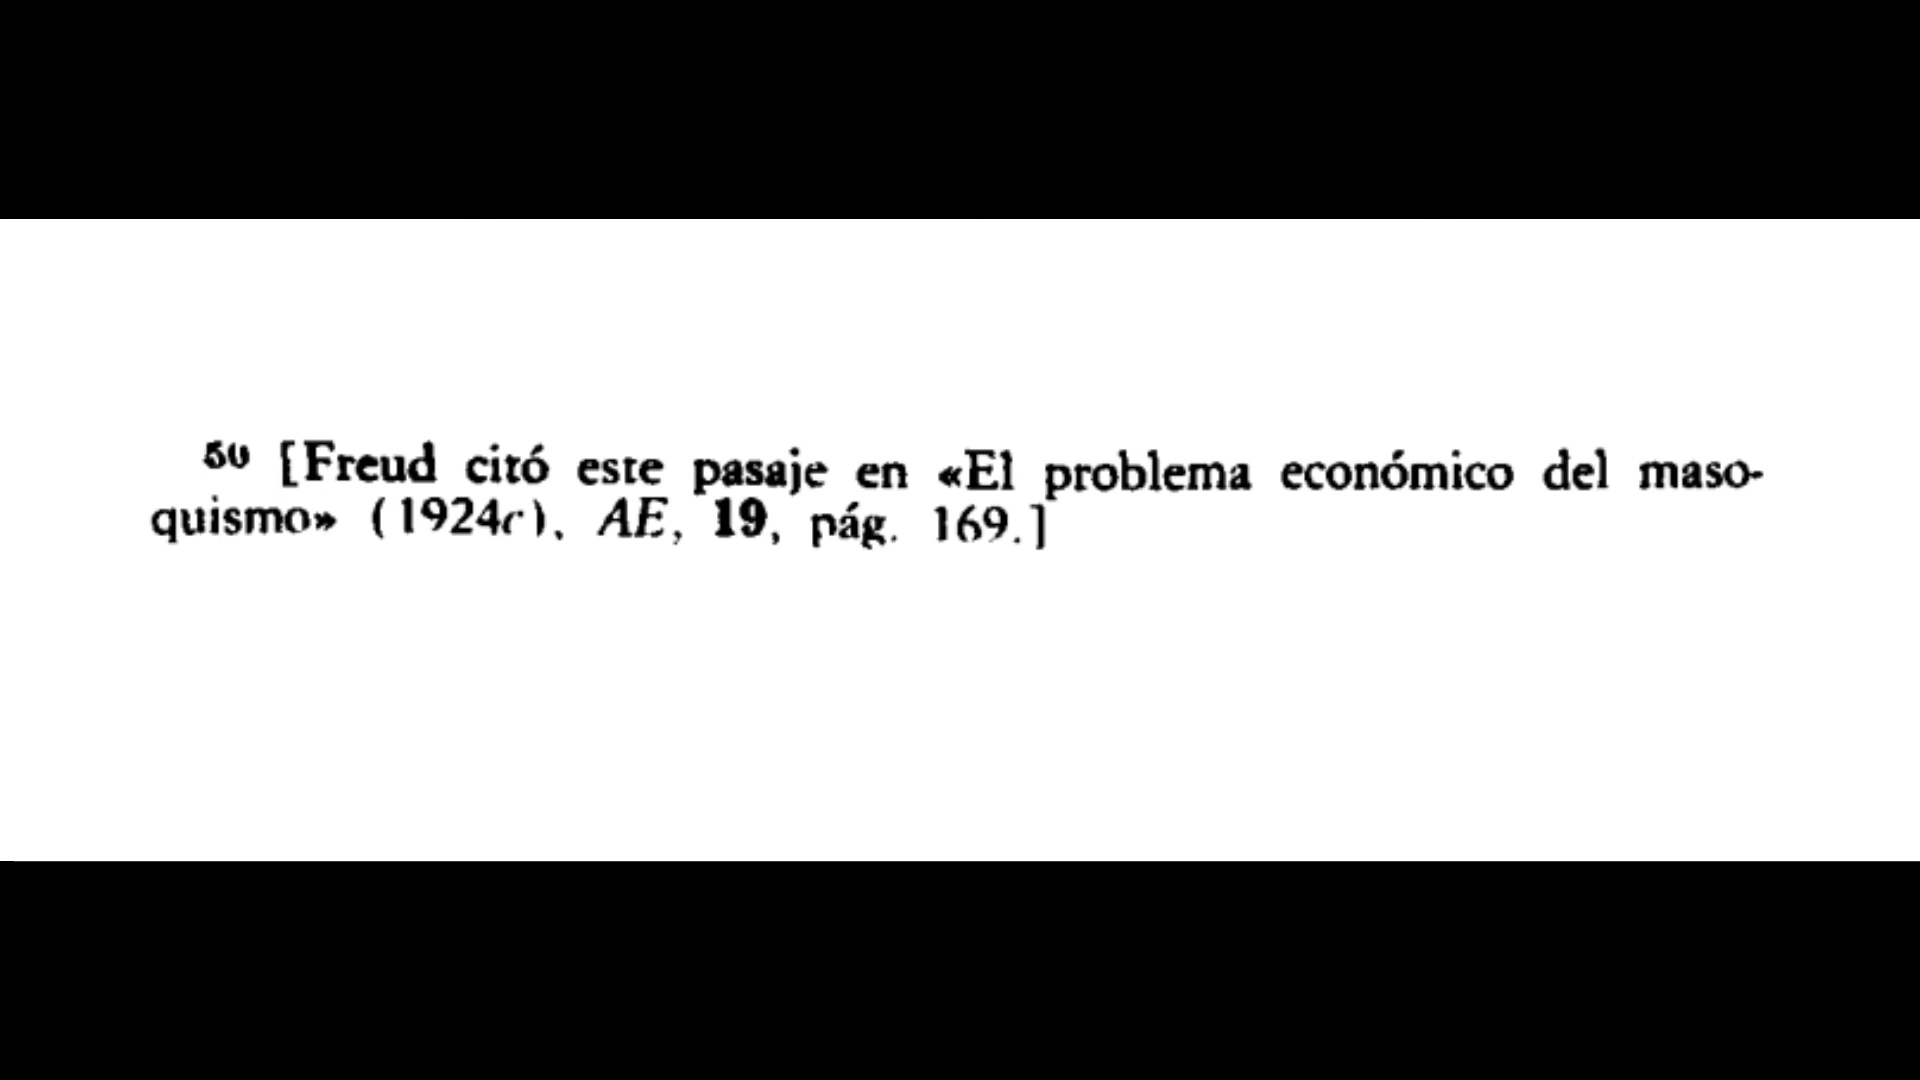 50 [Freud citó este pasaje en «El problema económico del maso-
quismo» (1924c), AE, 19, pág. 169.]